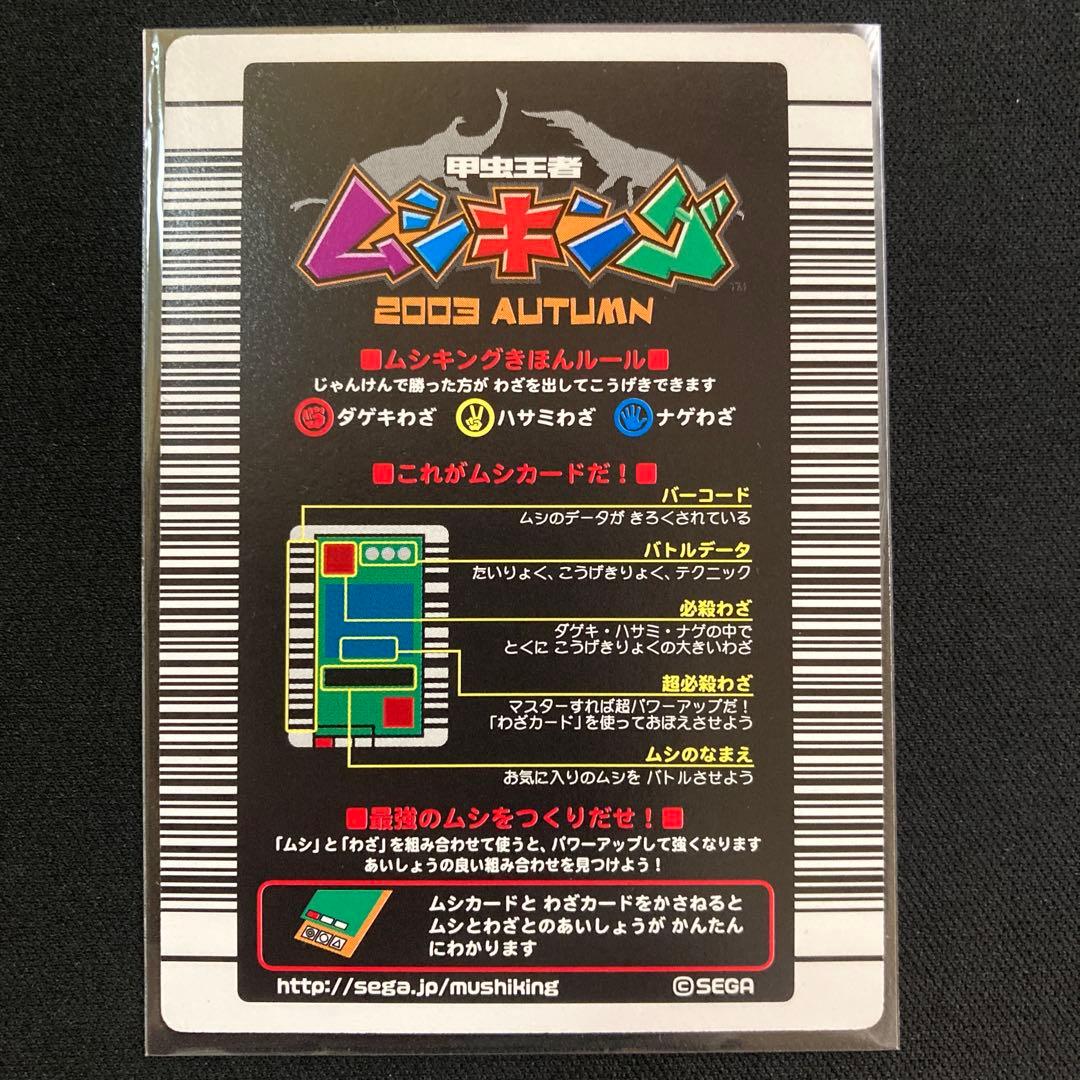 甲虫王者
ムシキング
TM
2003 AUTUMN
■ムシキングきほんルール■
じゃんけんで勝った方が わざを出してこうげきできます
ダゲキわざ ハサミわざ ナゲわざ
■これがムシカードだ！■
バーコード
ムシのデータが きろくされている
バトルデータ
たいりょく、こうげきりょく、テクニック
必殺わざ
ダゲキ・ハサミ・ナゲの中で
とくに こうげきりょくの大きいわざ
超必殺わざ
マスターすれば超パワーアップだ！
「わざカード」を使っておぼえさせよう
ムシのなまえ
お気に入りのムシを バトルさせよう
■最強のムシをつくりだせ！■
「ムシ」と「わざ」を組み合わせて使うと、パワーアップして強くなります
あいしょうの良い組み合わせを見つけよう！
ムシカードと わざカードをかさねると
ムシとわざとのあいしょうが かんたん
にわかります
http://sega.jp/mushiking ©SEGA